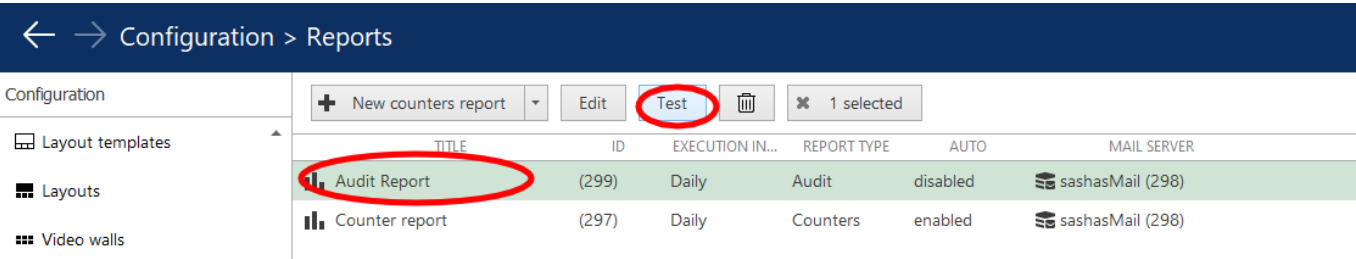 Configuration > Reports
Configuration
New counters report Edit Test 1 selected
Layout templates
TITLE ID EXECUTION IN... REPORT TYPE AUTO MAIL SERVER
Audit Report (299) Daily Audit disabled sashasMail (298)
Layouts
Counter report (297) Daily Counters enabled sashasMail (298)
Video walls